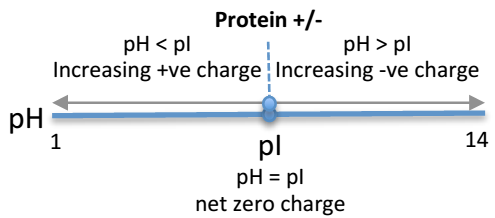 Protein +/-
pH < pI
pH > pI
Increasing +ve charge
Increasing -ve charge
pH
1
pI
14
pH = pI
net zero charge